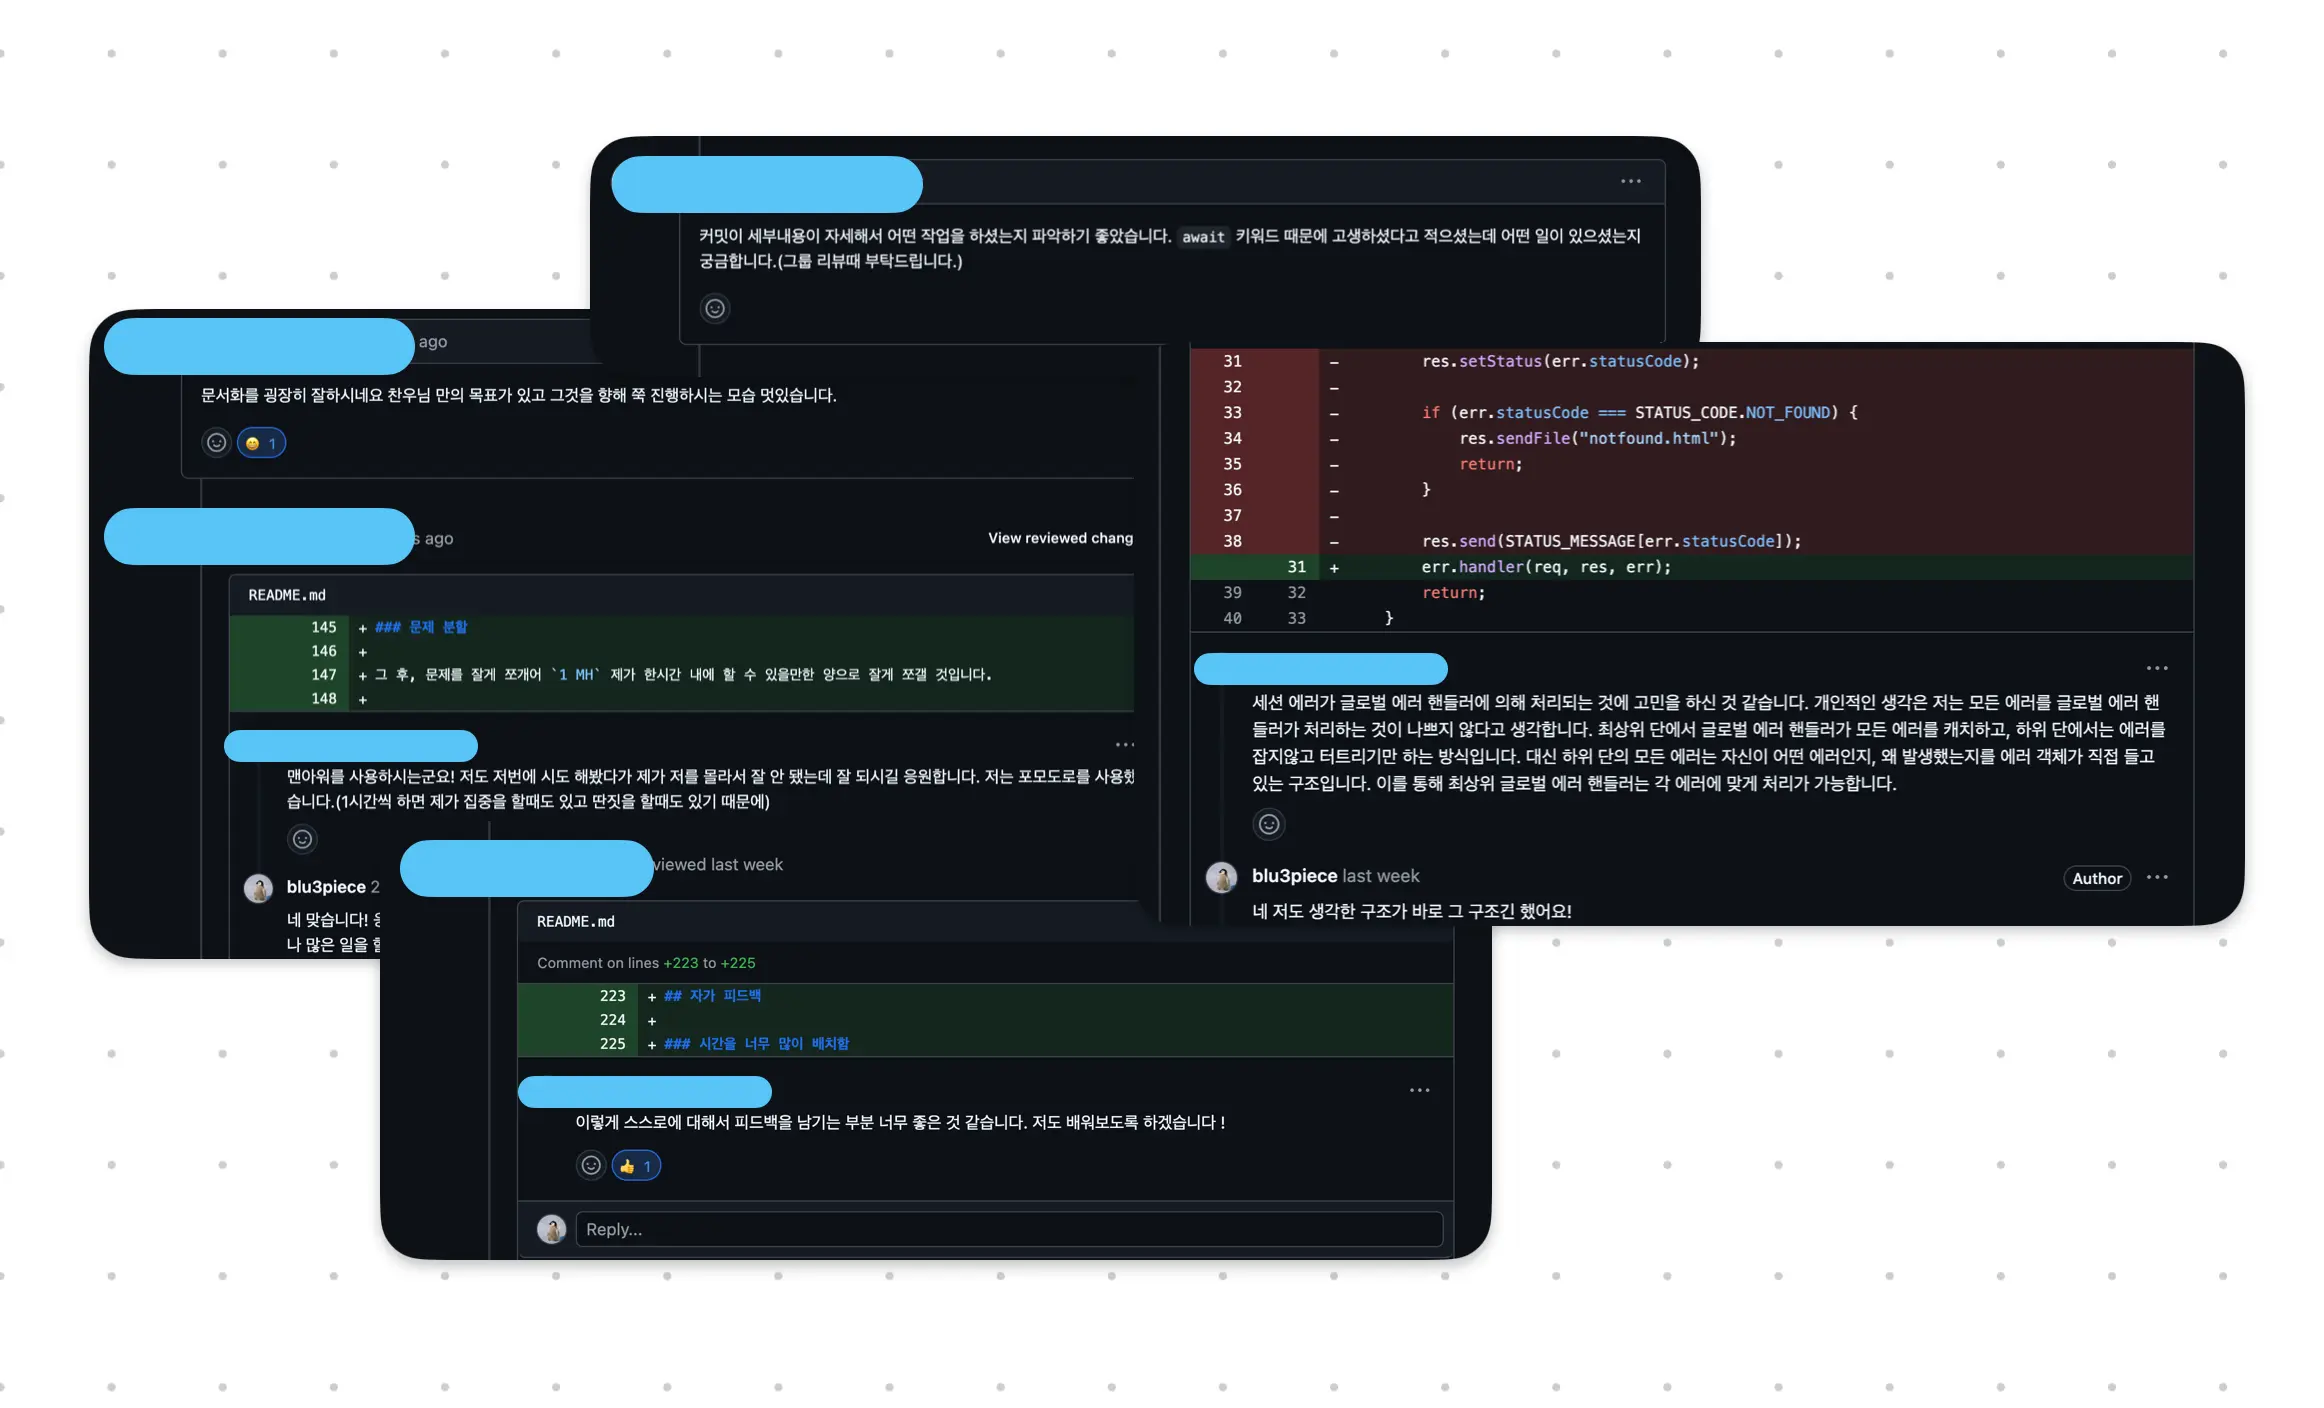 커밋이 세부내용이 자세해서 어떤 작업을 하셨는지 파악하기 좋았습니다. await 키워드 때문에 고생하셨다고 적으셨는데 어떤 일이 있으셨는지
궁금합니다.(그룹 리뷰때 부탁드립니다.)
ago
문서화를 굉장히 잘하시네요 찬우님 만의 목표가 있고 그것을 향해 쭉 진행하시는 모습 멋있습니다.
1
s ago
View reviewed chang
README.md
145 + ### 문제 분할
146 +
147 + 그 후, 문제를 잘게 쪼개어 `1 MH` 제가 한시간 내에 할 수 있을만한 양으로 잘게 쪼갤 것입니다.
148 +
맨아워를 사용하시는군요! 저도 저번에 시도 해봤다가 제가 저를 몰라서 잘 안 됐는데 잘 되시길 응원합니다. 저는 포모도로를 사용했
습니다.(1시간씩 하면 제가 집중을 할때도 있고 딴짓을 할때도 있기 때문에)
blu3piece 2
네 맞습니다!
나 많은 일을
31 - res.setStatus(err.statusCode);
32 -
33 - if (err.statusCode === STATUS_CODE.NOT_FOUND) {
34 - res.sendFile("notfound.html");
35 - return;
36 - }
37 -
38 - res.send(STATUS_MESSAGE[err.statusCode]);
31 + err.handler(req, res, err);
39 32 return;
40 33 }
세션 에러가 글로벌 에러 핸들러에 의해 처리되는 것에 고민을 하신 것 같습니다. 개인적인 생각은 저는 모든 에러를 글로벌 에러 핸
들러가 처리하는 것이 나쁘지 않다고 생각합니다. 최상위 단에서 글로벌 에러 핸들러가 모든 에러를 캐치하고, 하위 단에서는 에러를
잡지않고 터트리기만 하는 방식입니다. 대신 하위 단의 모든 에러는 자신이 어떤 에러인지, 왜 발생했는지를 에러 객체가 직접 들고
있는 구조입니다. 이를 통해 최상위 글로벌 에러 핸들러는 각 에러에 맞게 처리가 가능합니다.
blu3piece last week
Author
네 저도 생각한 구조가 바로 그 구조긴 했어요!
viewed last week
README.md
Comment on lines +223 to +225
223 + ## 자가 피드백
224 +
225 + ### 시간을 너무 많이 배치함
이렇게 스스로에 대해서 피드백을 남기는 부분 너무 좋은 것 같습니다. 저도 배워보도록 하겠습니다 !
1
Reply...